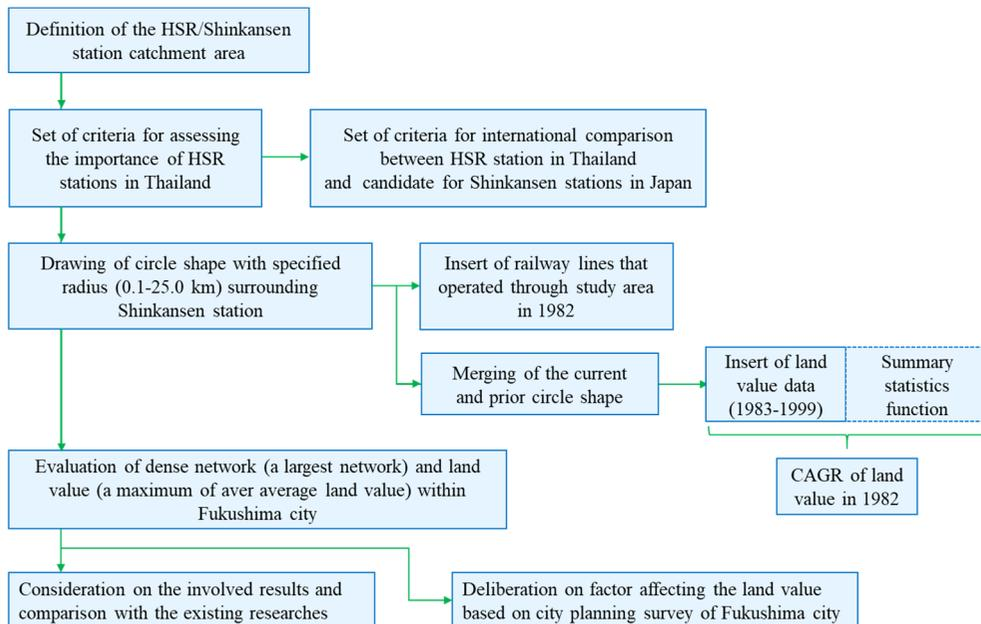 Definition of the HSR/Shinkansen
station catchment area
Set of criteria for assessing
the importance of HSR
stations in Thailand
Set of criteria for international comparison
between HSR station in Thailand
and candidate for Shinkansen stations in Japan
Drawing of circle shape with specified
radius (0.1-25.0 km) surrounding
Shinkansen station
Insert of railway lines that
operated through study area
in 1982
Merging of the current
and prior circle shape
Insert of land
value data
(1983-1999)
Summary
statistics
function
CAGR of land
value in 1982
Evaluation of dense network (a largest network) and land
value (a maximum of aver average land value) within
Fukushima city
Consideration on the involved results and
comparison with the existing researches
Deliberation on factor affecting the land value
based on city planning survey of Fukushima city